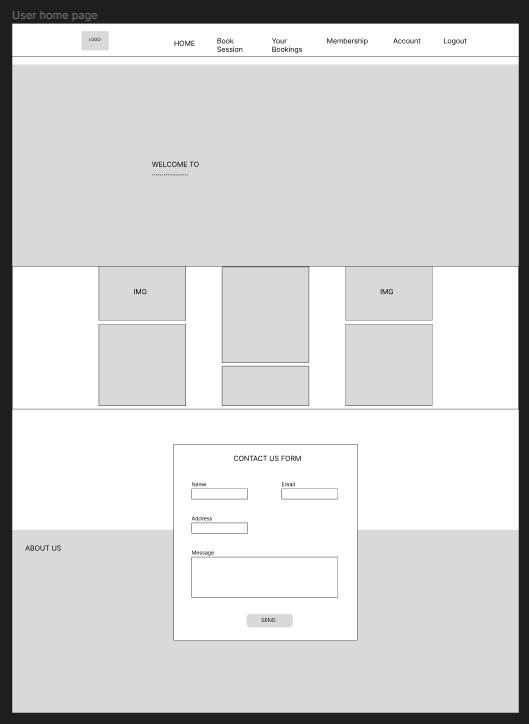 User home page
LOGO
HOME
Book
Session
Your
Bookings
Membership
Account
Logout
WELCOME TO
..................
IMG
IMG
CONTACT US FORM
Name
Email
Address
Message
SEND
ABOUT US